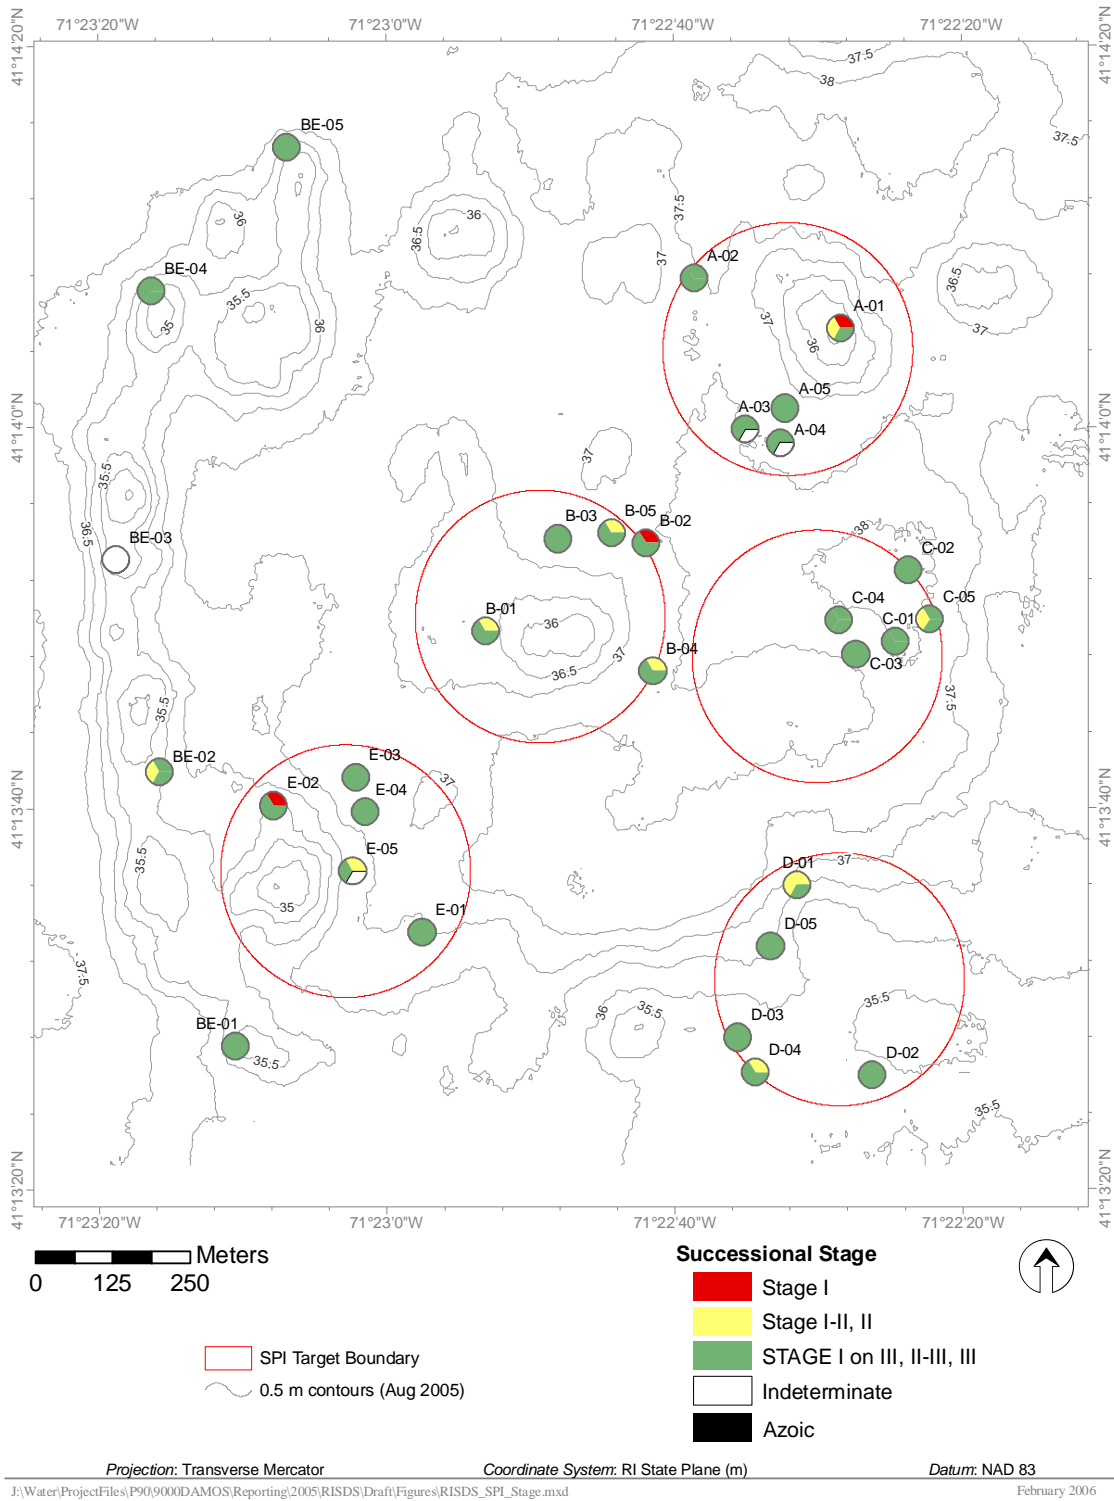 71°23'20"W 71°23'0"W 71°22'40"W 71°22'20"W
41°14'20"N 41°14'20"N
37.5
38
37.5
BE-05
36 36 37.5
36.5
37 A-02
BE-04 36.5
35.5 A-01
35 36 37 36 37
A-05
A-03
41°14'0"N A-04 41°14'0"N
37
35.5
B-05
36.5 B-03 B-02 38
BE-03 C-02
C-04 C-05
B-01 C-01
36
B-04
37 C-03
36.5
35.5 37.5
BE-02 E-03
E-02 37
E-04
41°13'40"N 41°13'40"N
E-05 37
35.5 D-01
35 E-01
D-05
37.5
36 35.5 35.5
BE-01 D-03
35.5 D-04 D-02
35.5
41°13'20"N 41°13'20"N
71°23'20"W 71°23'0"W 71°22'40"W 71°22'20"W
Meters
0 125 250
SPI Target Boundary
0.5 m contours (Aug 2005)
Successional Stage
Stage I
Stage I-II, II
STAGE I on III, II-III, III
Indeterminate
Azoic
Projection: Transverse Mercator Coordinate System: RI State Plane (m) Datum: NAD 83
J:\Water\ProjectFiles\P90\9000DAMOS\Reporting\2005\RISDS\Draft\Figures\RISDS_SPI_Stage.mxd February 2006